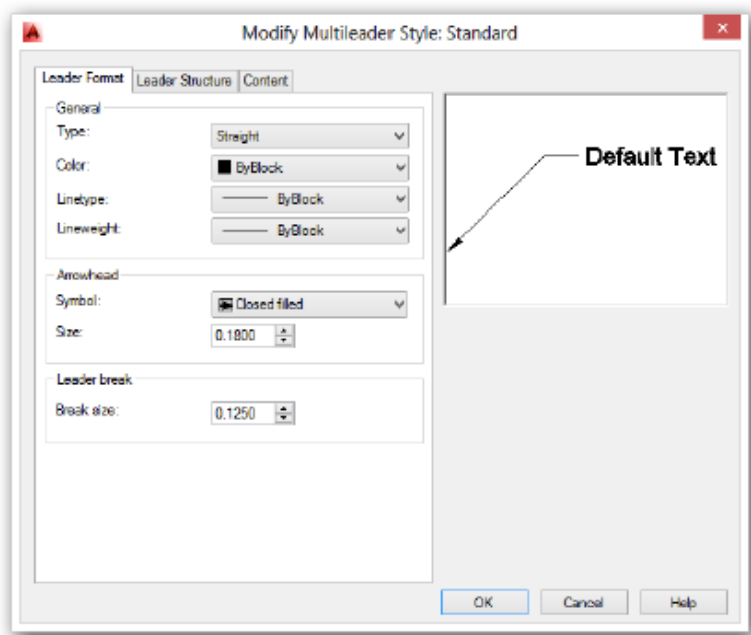 Modify Multileader Style: Standard
Leader Format Leader Structure Content
General
Type: Straight
Color: ByBlock
Linetype: ByBlock
Lineweight: ByBlock
Arrowhead
Symbol: Closed filled
Size: 0.1800
Leader break
Break size: 0.1250
Default Text
OK Cancel Help